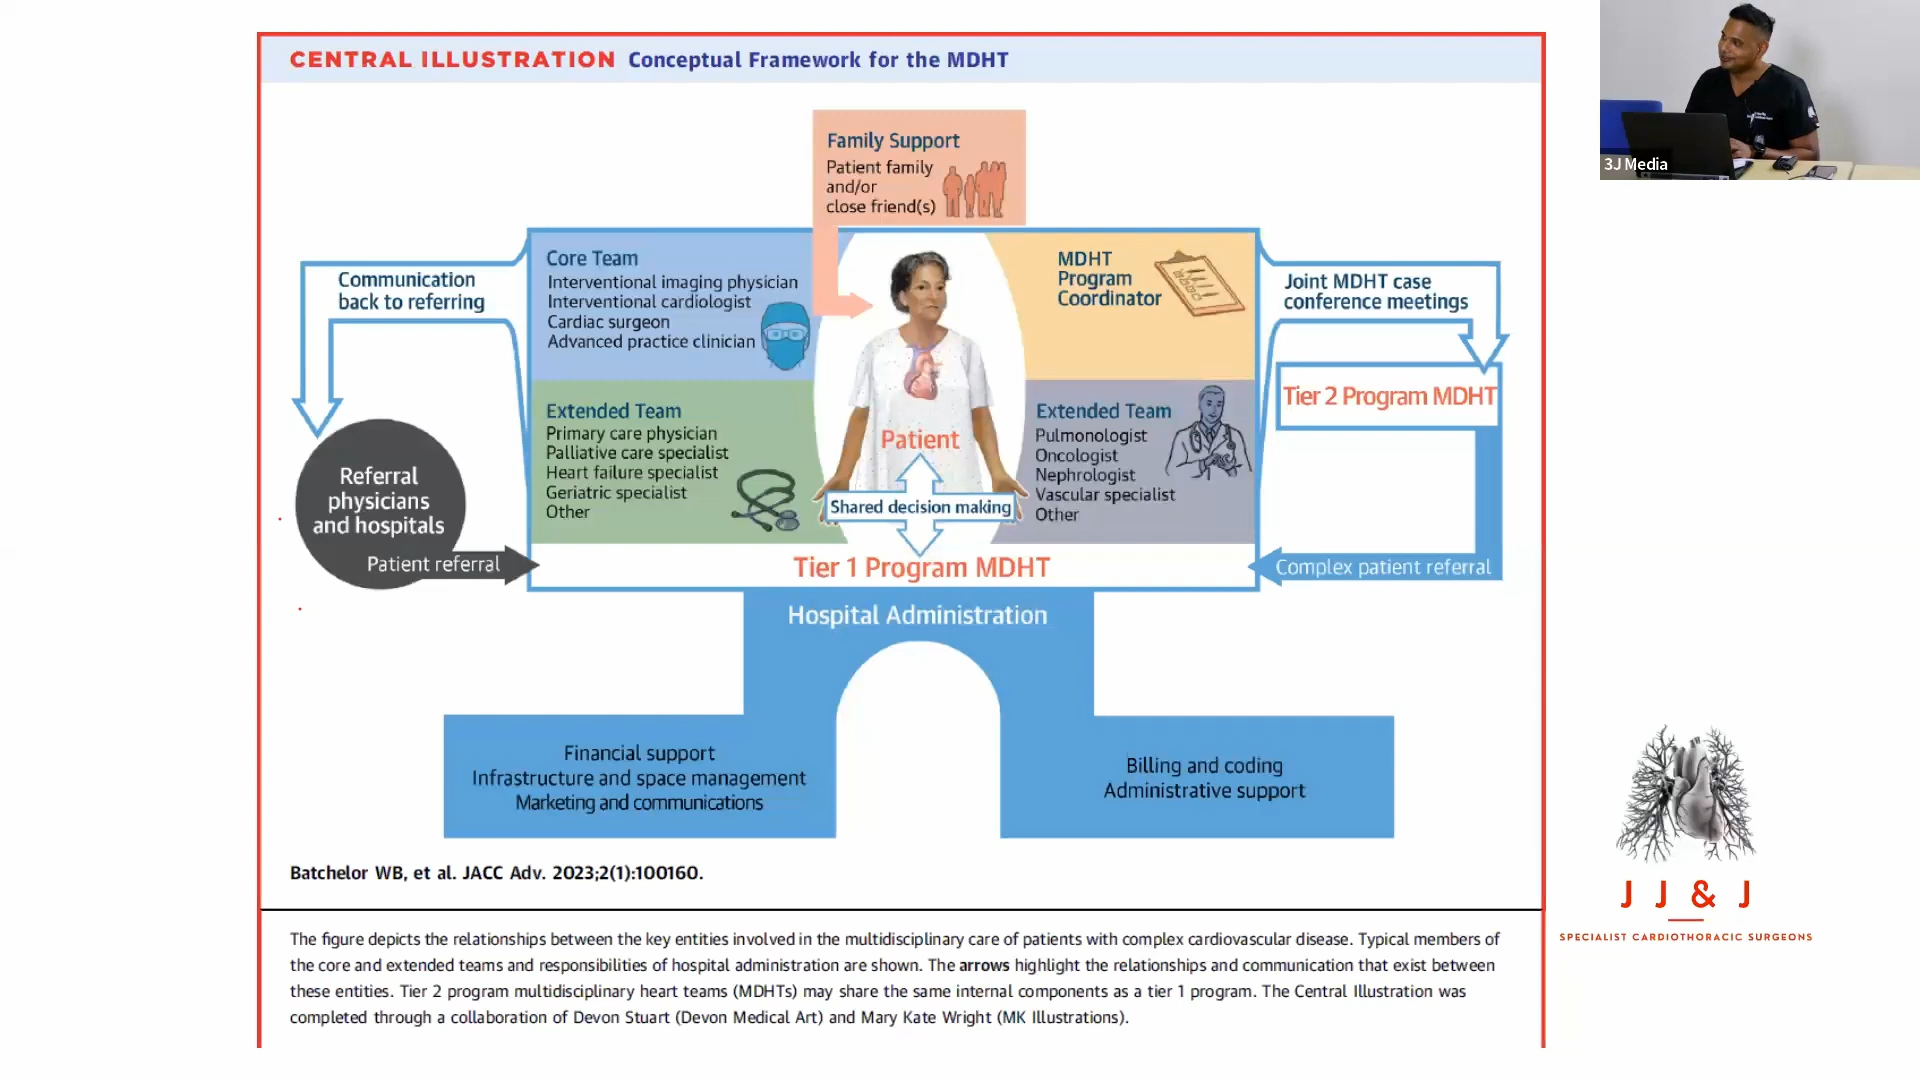 CENTRAL ILLUSTRATION Conceptual Framework for the MDHT
3J Media
Family Support
Patient family
and/or
close friend(s)
Communication
back to referring
Core Team
Interventional imaging physician
Interventional cardiologist
Cardiac surgeon
Advanced practice clinician
MDHT
Program
Coordinator
Joint MDHT case
conference meetings
Tier 2 Program MDHT
Extended Team
Primary care physician
Palliative care specialist
Heart failure specialist
Geriatric specialist
Other
Patient
Shared decision making
Extended Team
Pulmonologist
Oncologist
Nephrologist
Vascular specialist
Other
Referral
physicians
and hospitals
Patient referral
Tier 1 Program MDHT
Complex patient referral
Hospital Administration
Financial support
Infrastructure and space management
Marketing and communications
Billing and coding
Administrative support
Batchelor WB, et al. JACC Adv. 2023;2(1):100160.
The figure depicts the relationships between the key entities involved in the multidisciplinary care of patients with complex cardiovascular disease. Typical members of
the core and extended teams and responsibilities of hospital administration are shown. The arrows highlight the relationships and communication that exist between
these entities. Tier 2 program multidisciplinary heart teams (MDHTs) may share the same internal components as a tier 1 program. The Central Illustration was
completed through a collaboration of Devon Stuart (Devon Medical Art) and Mary Kate Wright (MK Illustrations).
J J & J
SPECIALIST CARDIOTHORACIC SURGEONS